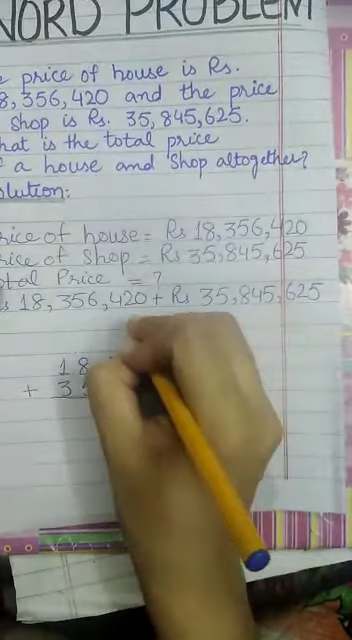 WORD PROBLEM
price of house is Rs.
8,356,420 and the price
Shop is Rs. 35,845,625.
hat is the total price
a house and Shop altogether?
olution:
rice of house = Rs 18,356,420
rice of Shop = Rs 35,845,625
otal Price = ?
s 18,356,420 + Rs 35,845,625
18
+ 3